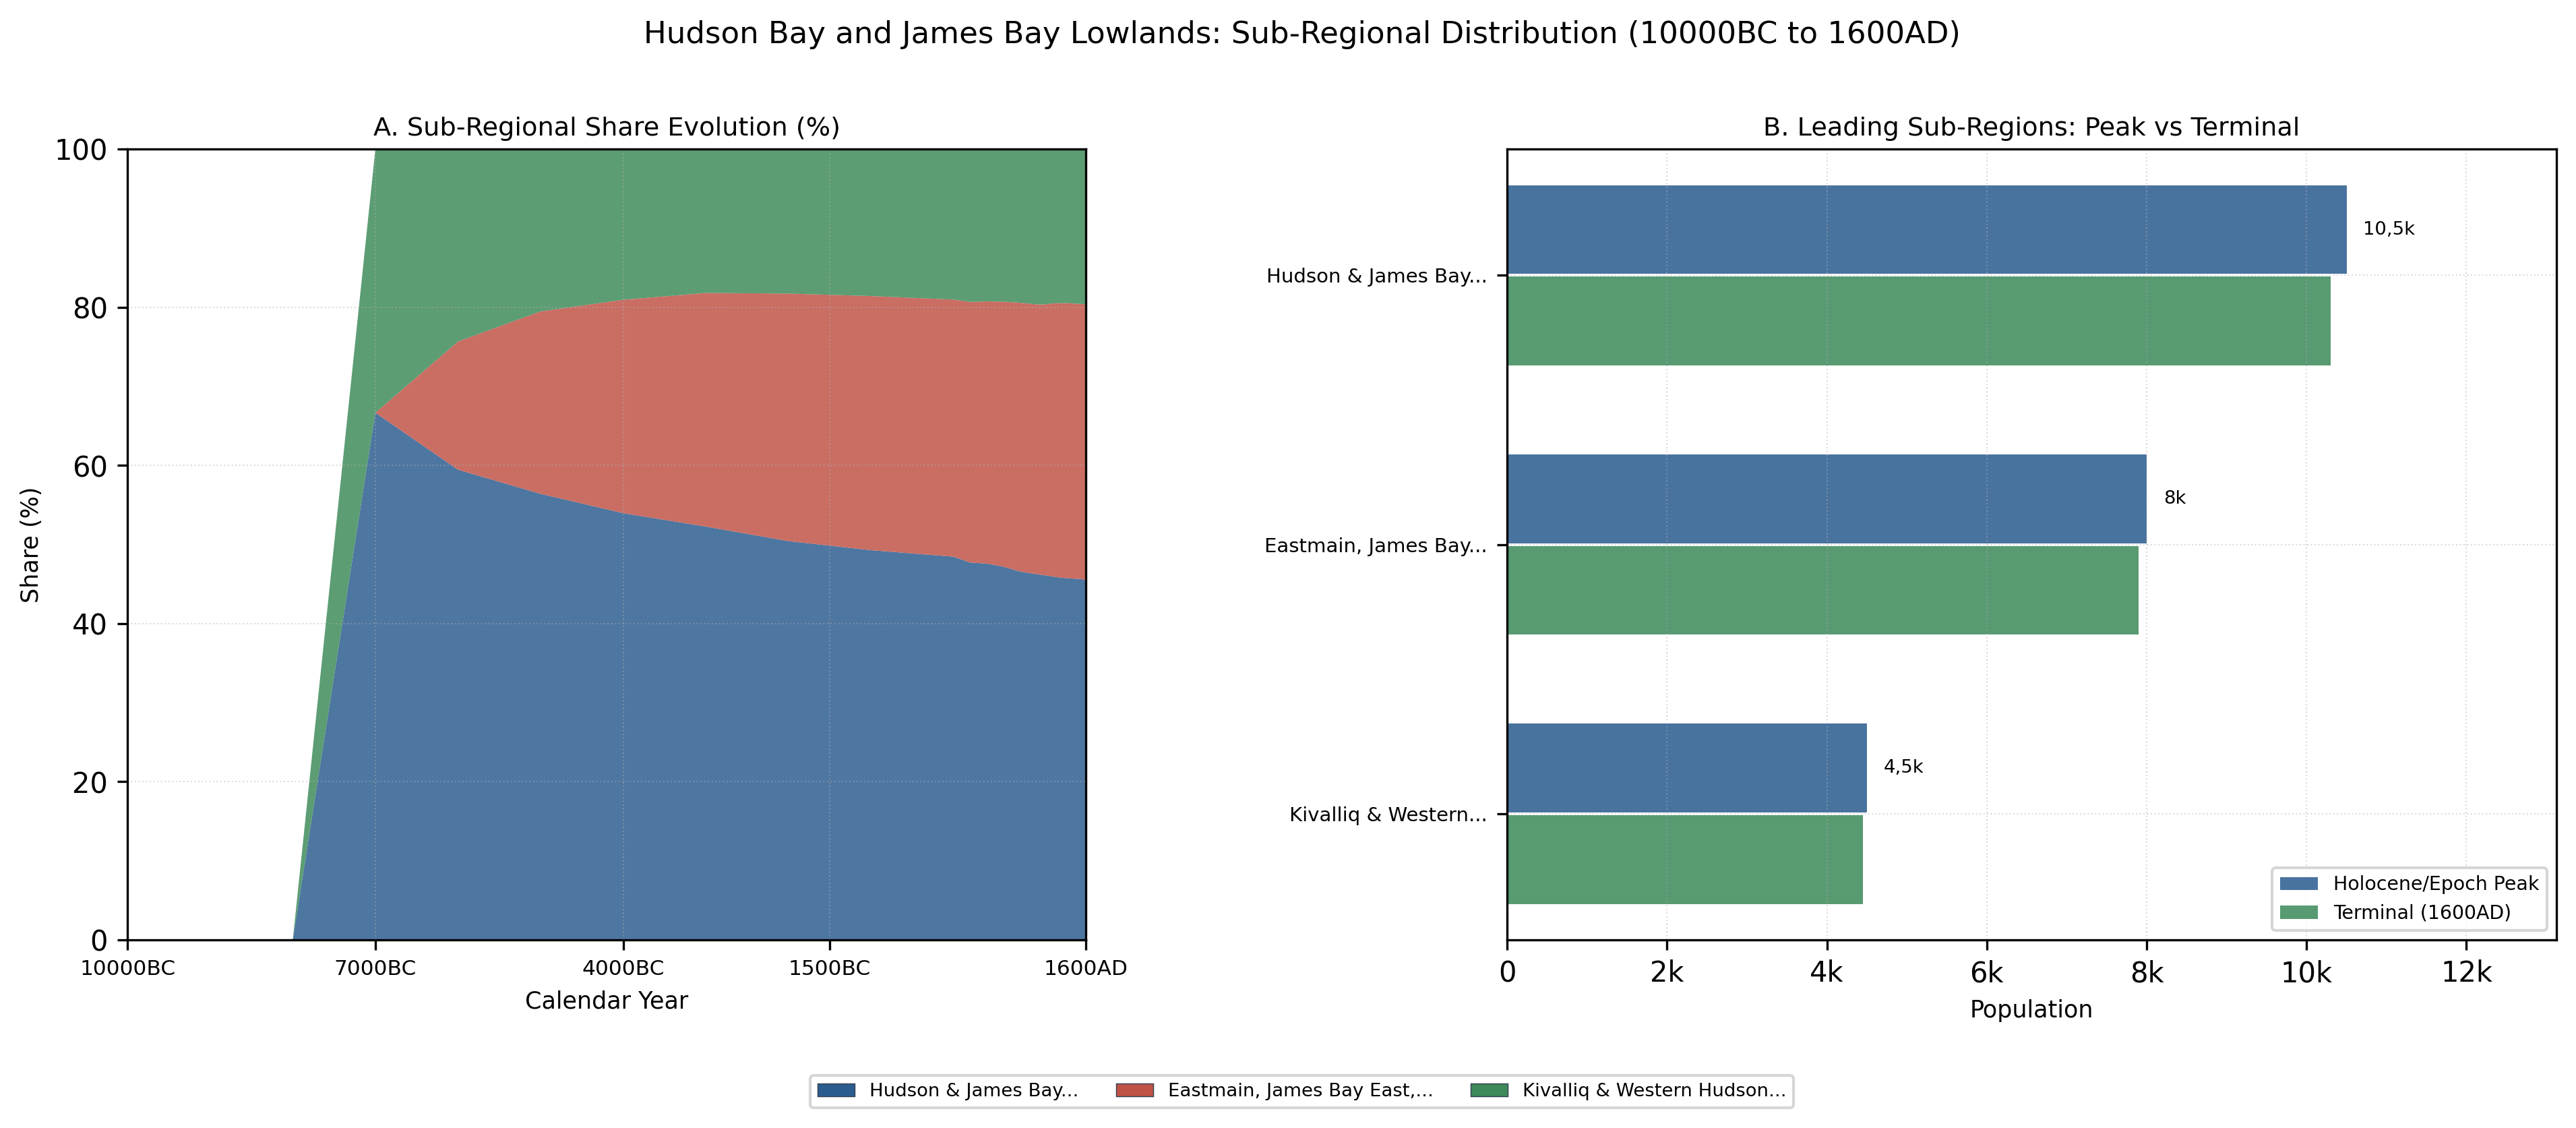 Hudson Bay and James Bay Lowlands: Sub-Regional Distribution (10000BC to 1600AD)
A. Sub-Regional Share Evolution (%)
100
80
60
40
20
0
Share (%)
10000BC
7000BC
4000BC
1500BC
1600AD
Calendar Year
B. Leading Sub-Regions: Peak vs Terminal
Hudson & James Bay...
Eastmain, James Bay...
Kivalliq & Western...
10,5k
8k
4,5k
Holocene/Epoch Peak
Terminal (1600AD)
0
2k
4k
6k
8k
10k
12k
Population
Hudson & James Bay...
Eastmain, James Bay East,...
Kivalliq & Western Hudson...